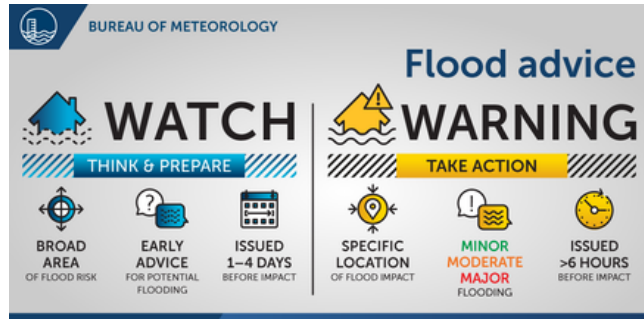 BUREAU OF METEOROLOGY
Flood advice
WATCH
THINK & PREPARE
?
BROAD
AREA
OF FLOOD RISK
EARLY
ADVICE
FOR POTENTIAL
FLOODING
ISSUED
1–4 DAYS
BEFORE IMPACT
!
WARNING
TAKE ACTION
!
SPECIFIC
LOCATION
OF FLOOD IMPACT
MINOR
MODERATE
MAJOR
FLOODING
ISSUED
>6 HOURS
BEFORE IMPACT